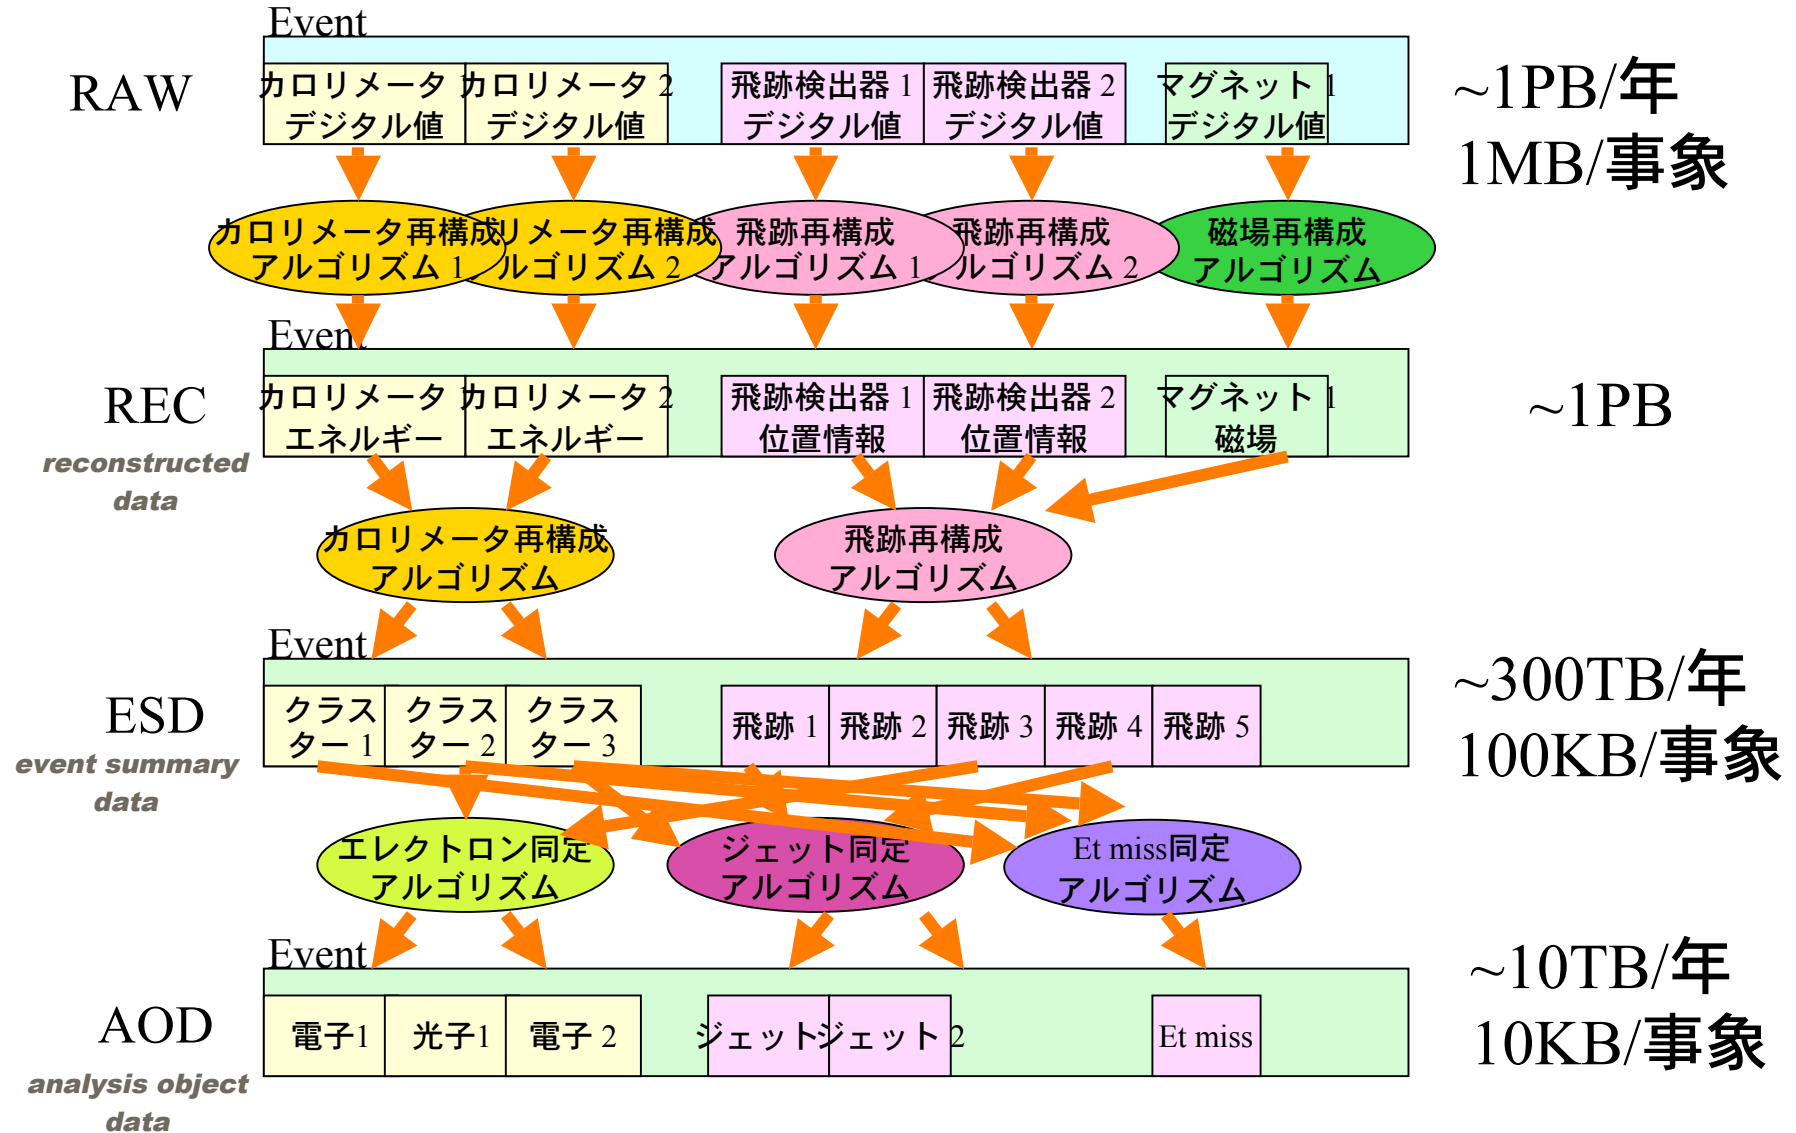 Event
RAW
カロリメータ 1
デジタル値
カロリメータ 2
デジタル値
飛跡検出器 1
デジタル値
飛跡検出器 2
デジタル値
マグネット 1
デジタル値
~1PB/年
1MB/事象
カロリメータ再構成
アルゴリズム 1
リメータ再構成
ルゴリズム 2
飛跡再構成
アルゴリズム 1
飛跡再構成
ルゴリズム 2
磁場再構成
アルゴリズム
Event
REC
reconstructed
data
カロリメータ 1
エネルギー
カロリメータ 2
エネルギー
飛跡検出器 1
位置情報
飛跡検出器 2
位置情報
マグネット 1
磁場
~1PB
カロリメータ再構成
アルゴリズム
飛跡再構成
アルゴリズム
Event
ESD
event summary
data
クラス
ター 1
クラス
ター 2
クラス
ター 3
飛跡 1
飛跡 2
飛跡 3
飛跡 4
飛跡 5
~300TB/年
100KB/事象
エレクトロン同定
アルゴリズム
ジェット同定
アルゴリズム
Et miss同定
アルゴリズム
Event
AOD
analysis object
data
電子1
光子1
電子 2
ジェット
ジェット 2
Et miss
~10TB/年
10KB/事象